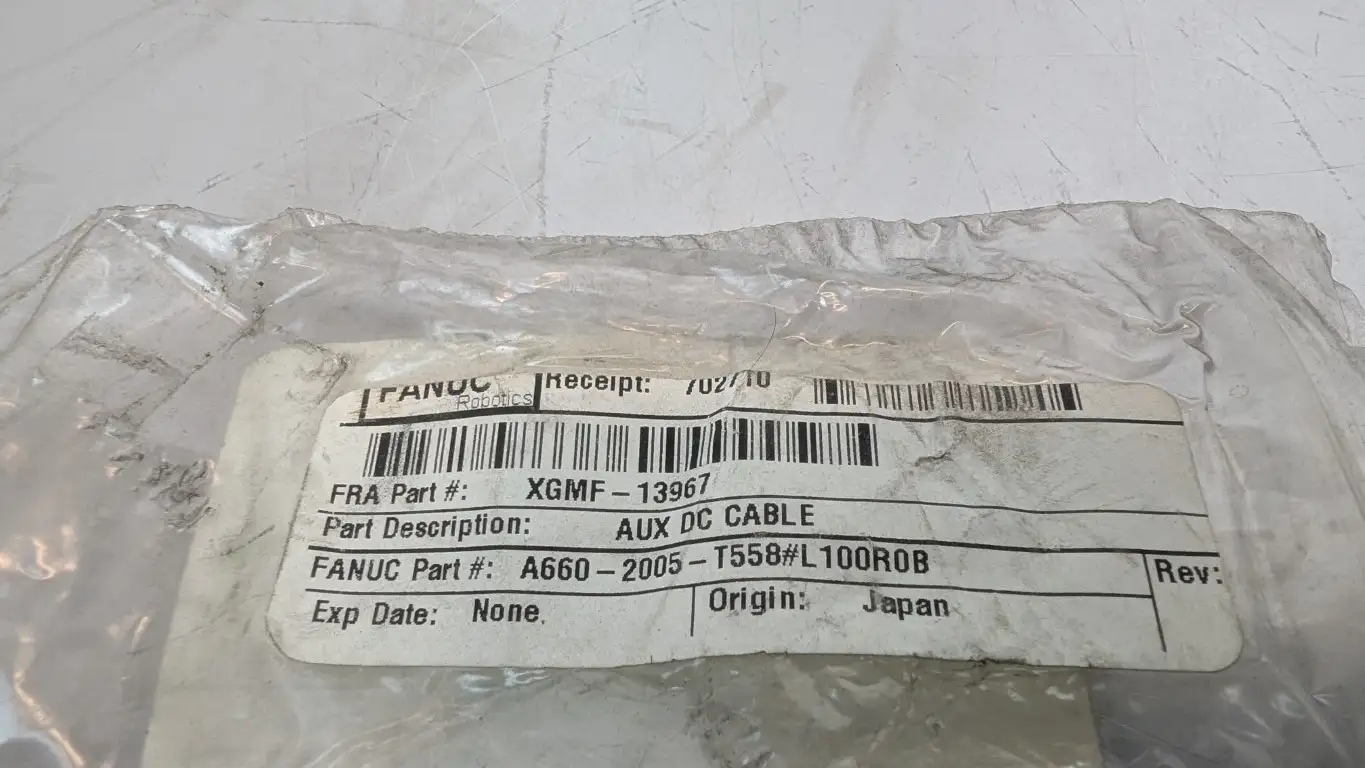 FANUC Receipt: 702710
Robotics
FRA Part #: XGMF-13967
Part Description: AUX DC CABLE
FANUC Part #: A660-2005-T558#L100R0B Rev:
Exp Date: None. Origin: Japan